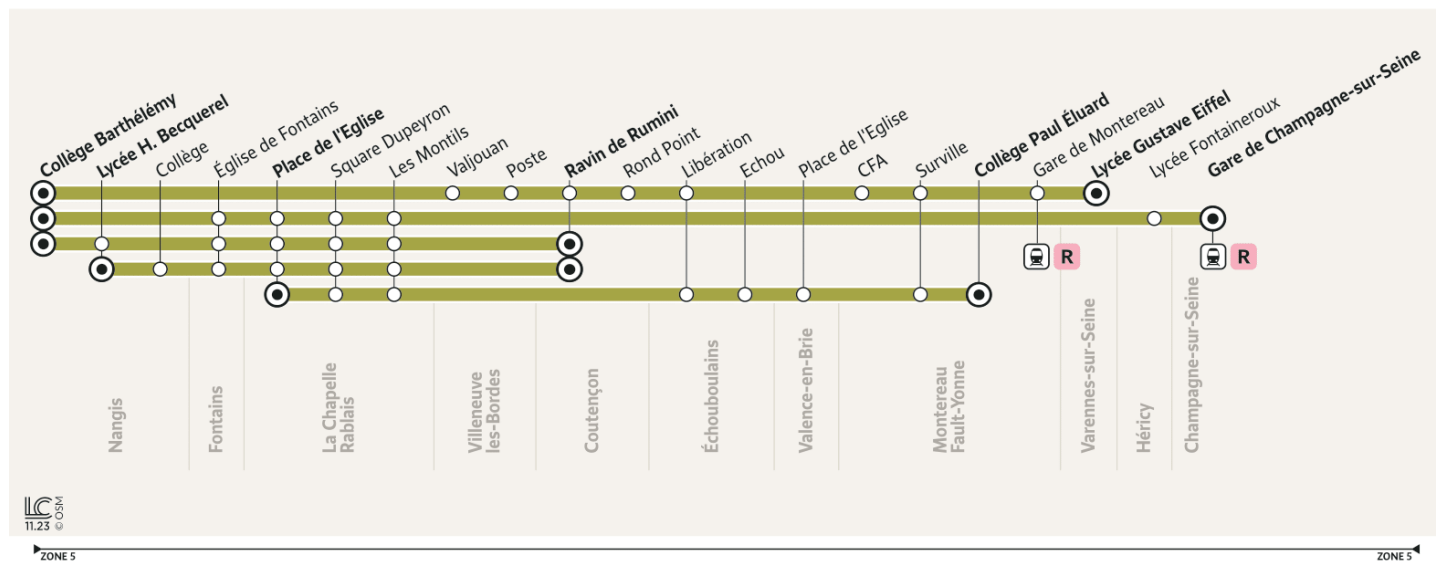 Collège Barthélémy
Lycée H. Becquerel
Collège
Église de Fontains
Place de l'Eglise
Square Dupeyron
Les Montils
Valjouan
Poste
Ravin de Rumini
Rond Point
Libération
Echou
Place de l'Eglise
CFA
Surville
Collège Paul Éluard
Gare de Montereau
Lycée Gustave Eiffel
Lycée Fontaineroux
Gare de Champagne-sur-Seine
R
R
Nangis
Fontains
La Chapelle
Rablais
Villeneuve
les-Bordes
Coutençon
Échouboulains
Valence-en-Brie
Montereau
Fault-Yonne
Varennes-sur-Seine
Héricy
Champagne-sur-Seine
LC
11.23
© OSM
ZONE 5
ZONE 5